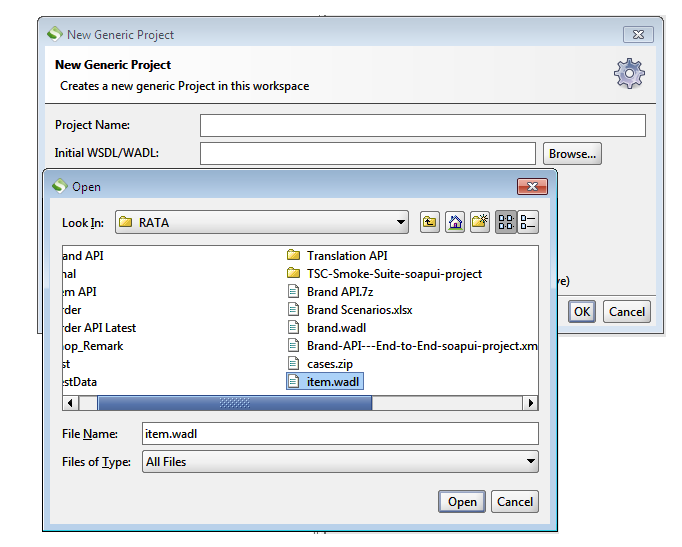 New Generic Project
New Generic Project
Creates a new generic Project in this workspace
Project Name:
Initial WSDL/WADL:
Browse...
OK
Cancel
Open
Look In:
RATA
and API
em API
rder
rder API Latest
op_Remark
st
estData
Translation API
TSC-Smoke-Suite-soapui-project
Brand API.7z
Brand Scenarios.xlsx
brand.wadl
Brand-API---End-to-End-soapui-project.xm
cases.zip
item.wadl
File Name:
item.wadl
Files of Type:
All Files
Open
Cancel